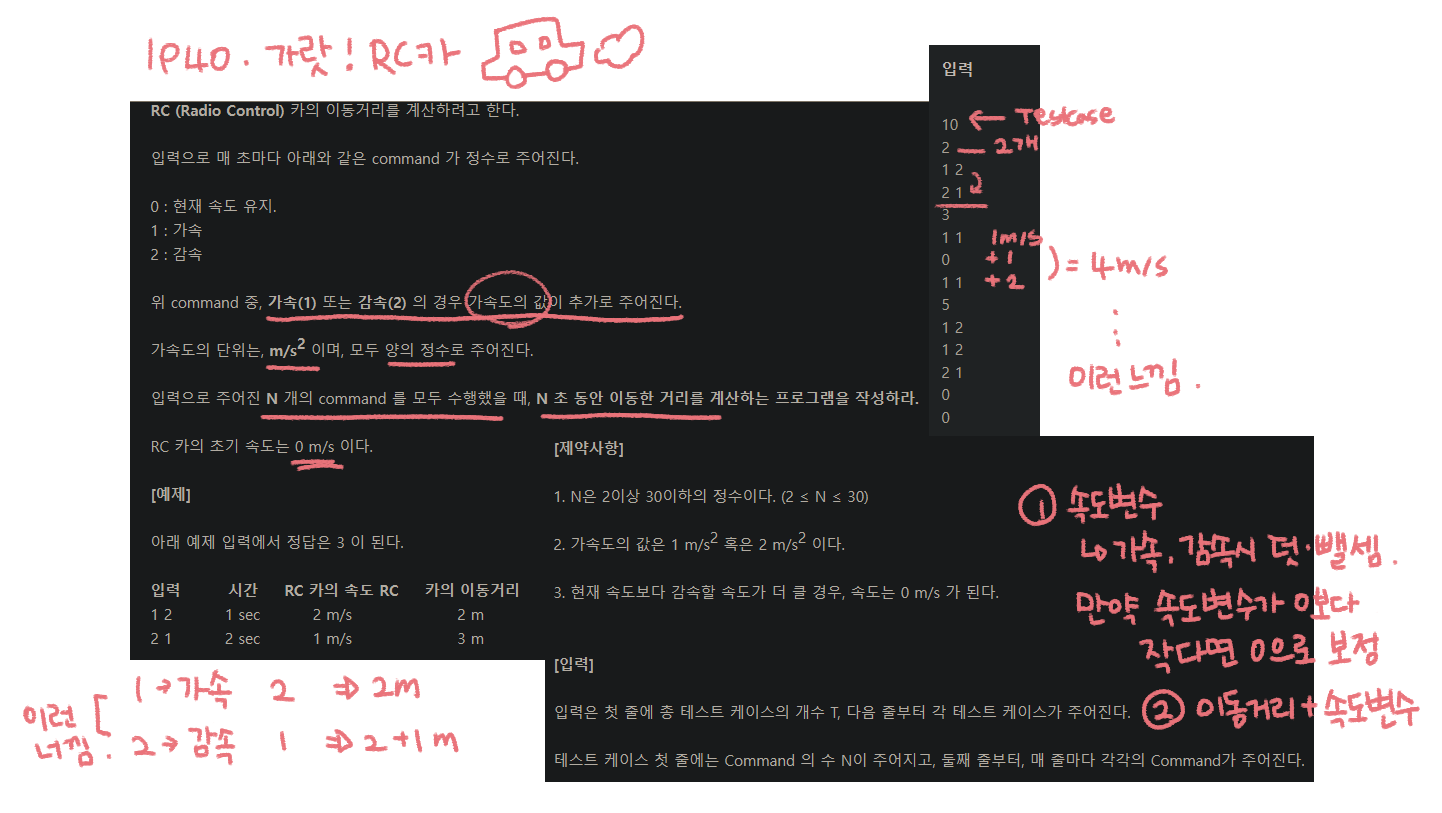 1P40. 가랏! RC카
RC (Radio Control) 카의 이동거리를 계산하려고 한다.
입력으로 매 초마다 아래와 같은 command 가 정수로 주어진다.
0 : 현재 속도 유지.
1 : 가속
2 : 감속
위 command 중, 가속(1) 또는 감속(2) 의 경우 가속도의 값이 추가로 주어진다.
가속도의 단위는, m/s² 이며, 모두 양의 정수로 주어진다.
입력으로 주어진 N 개의 command 를 모두 수행했을 때, N 초 동안 이동한 거리를 계산하는 프로그램을 작성하라.
RC 카의 초기 속도는 0 m/s 이다.
[예제]
아래 예제 입력에서 정답은 3 이 된다.
입력 시간 RC 카의 속도 RC 카의 이동거리
1 2 1 sec 2 m/s 2 m
2 1 2 sec 1 m/s 3 m
이런
너낌.
1→가속 2 ⇒ 2m
2→감속 1 ⇒ 2+1m
입력
10 ← Testcase
2 2개
1 2
2 1
3
1 1 1m/s
0 +1
1 1 +2
) = 4m/s
5
1 2
1 2
2 1
0
0
이런느낌.
[제약사항]
1. N은 2이상 30이하의 정수이다. (2 ≤ N ≤ 30)
2. 가속도의 값은 1 m/s² 혹은 2 m/s² 이다.
3. 현재 속도보다 감속할 속도가 더 클 경우, 속도는 0 m/s 가 된다.
① 속도변수
↳ 가속, 감속시 덧·뺄셈.
만약 속도변수가 0보다
작다면 0으로 보정
② 이동거리 + 속도변수
[입력]
입력은 첫 줄에 총 테스트 케이스의 개수 T, 다음 줄부터 각 테스트 케이스가 주어진다.
테스트 케이스 첫 줄에는 Command 의 수 N이 주어지고, 둘째 줄부터, 매 줄마다 각각의 Command가 주어진다.